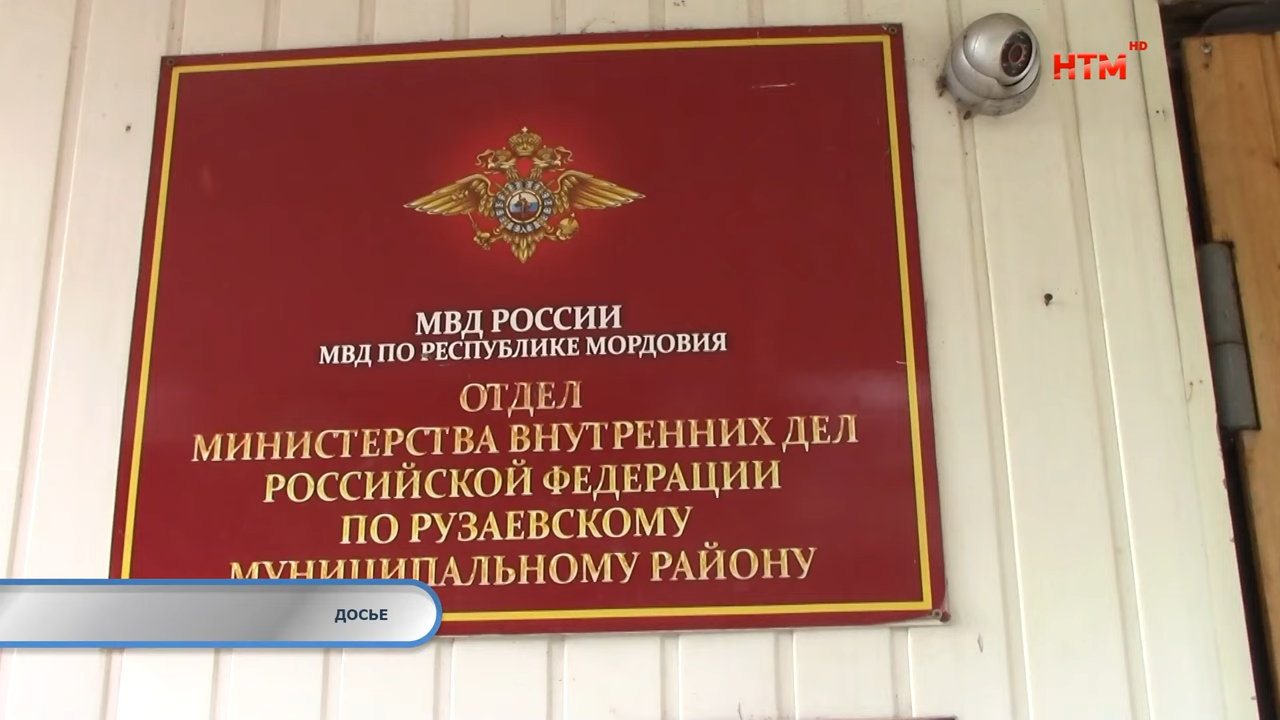 НТМ HD
МВД РОССИИ
МВД ПО РЕСПУБЛИКЕ МОРДОВИЯ
ОТДЕЛ
МИНИСТЕРСТВА ВНУТРЕННИХ ДЕЛ
РОССИЙСКОЙ ФЕДЕРАЦИИ
ПО РУЗАЕВСКОМУ
МУНИЦИПАЛЬНОМУ РАЙОНУ
ДОСЬЕ